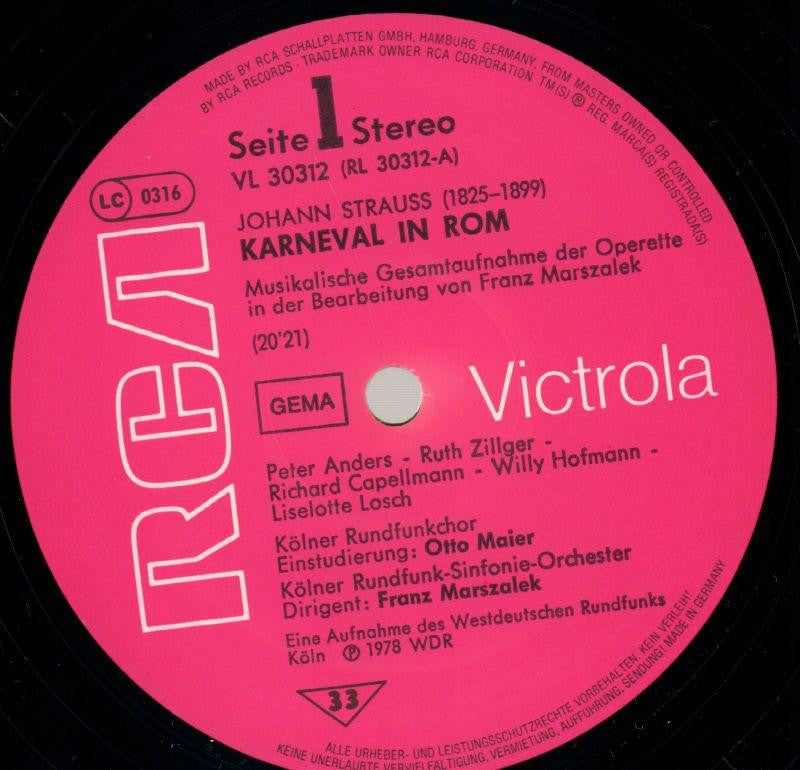 MADE BY RCA SCHALLPLATTEN GMBH, HAMBURG, GERMANY, FROM MASTERS OWNED OR CONTROLLED
BY RCA RECORDS · TRADEMARK OWNER RCA CORPORATION TM(S) ® REG. MARCA(S) REGISTRADA(S)
Seite 1 Stereo
VL 30312 (RL 30312-A)
LC 0316
JOHANN STRAUSS (1825–1899)
KARNEVAL IN ROM
Musikalische Gesamtaufnahme der Operette
in der Bearbeitung von Franz Marszalek
(20'21)
RCA
GEMA
Victrola
Peter Anders - Ruth Zillger -
Richard Capellmann - Willy Hofmann -
Liselotte Losch
Kölner Rundfunkchor
Einstudierung: Otto Maier
Kölner Rundfunk-Sinfonie-Orchester
Dirigent: Franz Marszalek
Eine Aufnahme des Westdeutschen Rundfunks
Köln ℗ 1978 WDR
33
ALLE URHEBER- UND LEISTUNGSSCHUTZRECHTE VORBEHALTEN. KEIN VERLEIH!
KEINE UNERLAUBTE VERVIELFÄLTIGUNG, VERMIETUNG, AUFFÜHRUNG, SENDUNG! MADE IN GERMANY